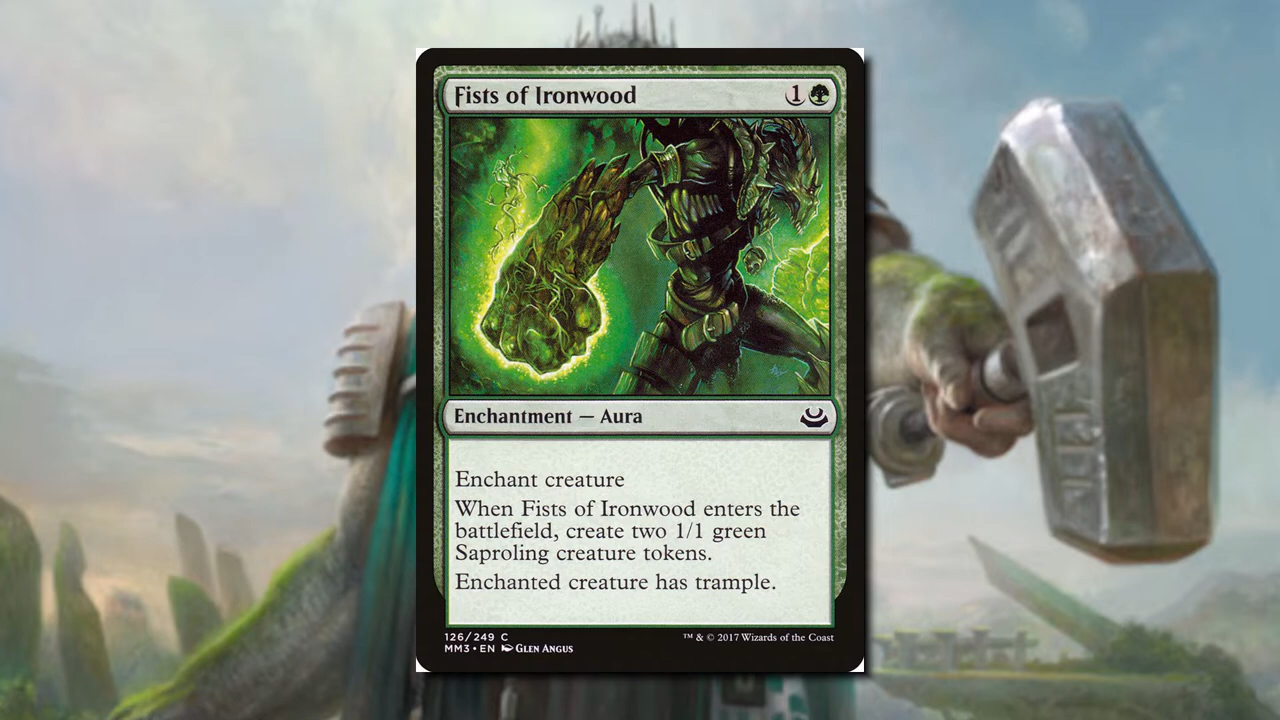 Fists of Ironwood 1
Enchantment — Aura
Enchant creature
When Fists of Ironwood enters the
battlefield, create two 1/1 green
Saproling creature tokens.
Enchanted creature has trample.
126/249 C
™ & © 2017 Wizards of the Coast
MM3 • EN Glen Angus